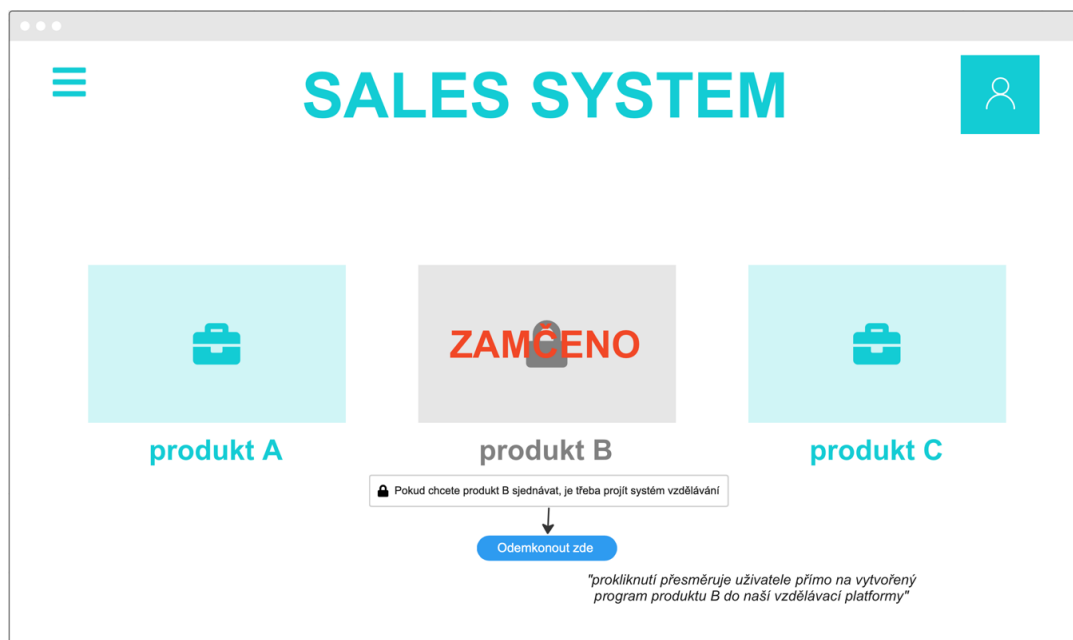 SALES SYSTEM
ZAMČENO
produkt A
produkt B
produkt C
Pokud chcete produkt B sjednávat, je třeba projít systém vzdělávání
Odemkonout zde
"prokliknutí přesměruje uživatele přímo na vytvořený
program produktu B do naší vzdělávací platformy"